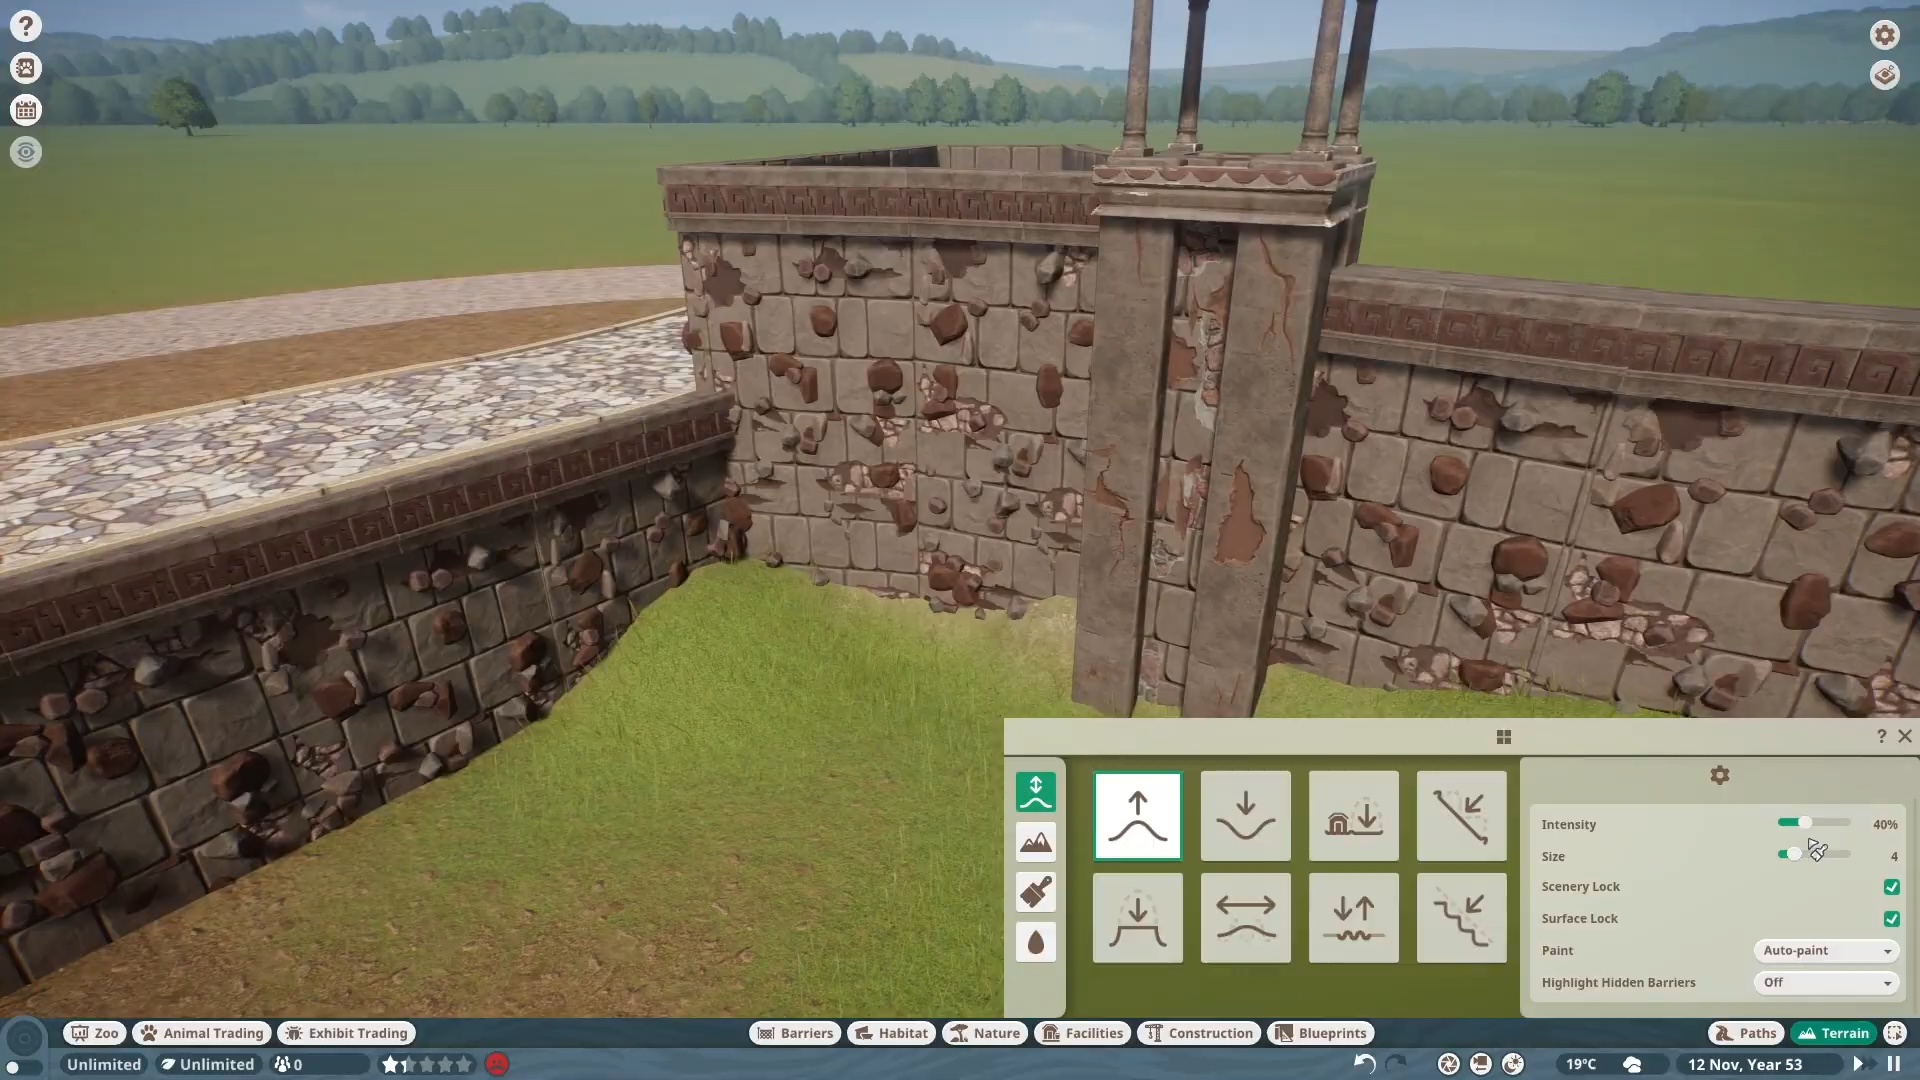 ?
? 
Intensity 40%
Size 4
Scenery Lock
Surface Lock
Paint Auto-paint
Highlight Hidden Barriers Off
Zoo Animal Trading Exhibit Trading Barriers Habitat Nature Facilities Construction Blueprints Paths Terrain
Unlimited Unlimited 0 19°C 12 Nov, Year 53